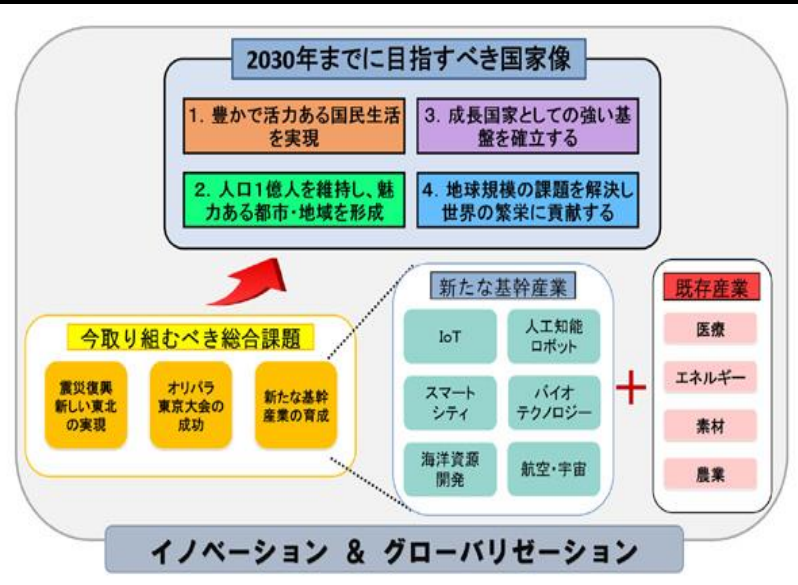 2030年までに目指すべき国家像
1. 豊かで活力ある国民生活
を実現
3. 成長国家としての強い基
盤を確立する
2. 人口1億人を維持し、魅
力ある都市・地域を形成
4. 地球規模の課題を解決し
世界の繁栄に貢献する
今取り組むべき総合課題
震災復興
新しい東北
の実現
オリパラ
東京大会の
成功
新たな基幹
産業の育成
新たな基幹産業
IoT
人工知能
ロボット
スマート
シティ
バイオ
テクノロジー
海洋資源
開発
航空・宇宙
+
既存産業
医療
エネルギー
素材
農業
イノベーション & グローバリゼーション